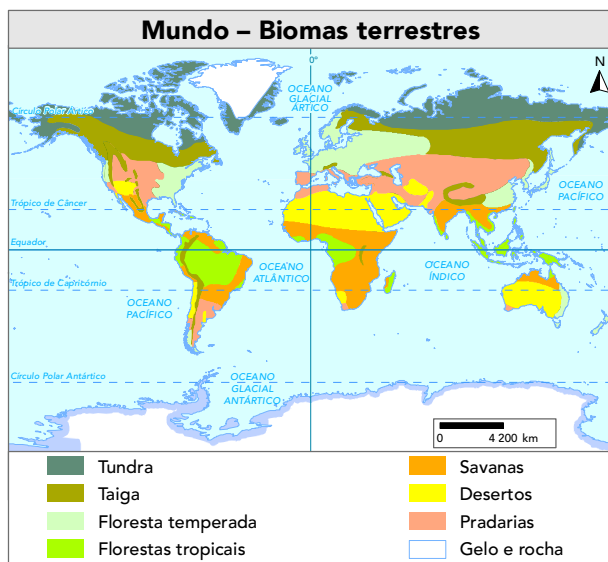 Mundo – Biomas terrestres
0°
N
OCEANO
GLACIAL
ÁRTICO
Círculo Polar Ártico
OCEANO
PACÍFICO
Trópico de Câncer
Equador
OCEANO
ATLÂNTICO
OCEANO
ÍNDICO
Trópico de Capricórnio
OCEANO
PACÍFICO
Círculo Polar Antártico
OCEANO
GLACIAL
ANTÁRTICO
0 4 200 km
Tundra
Taiga
Floresta temperada
Florestas tropicais
Savanas
Desertos
Pradarias
Gelo e rocha